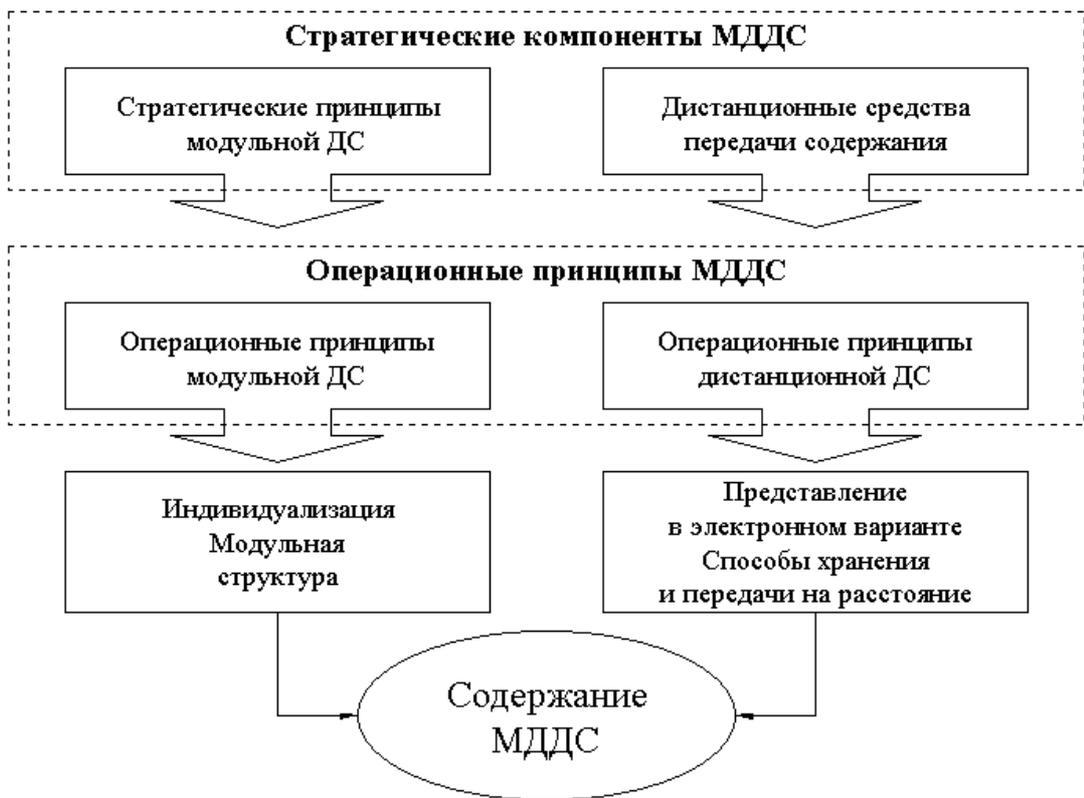 Стратегические компоненты МДДС
Стратегические принципы
модульной ДС
Дистанционные средства
передачи содержания
Операционные принципы МДДС
Операционные принципы
модульной ДС
Операционные принципы
дистанционной ДС
Индивидуализация
Модульная
структура
Представление
в электронном варианте
Способы хранения
и передачи на расстояние
Содержание
МДДС